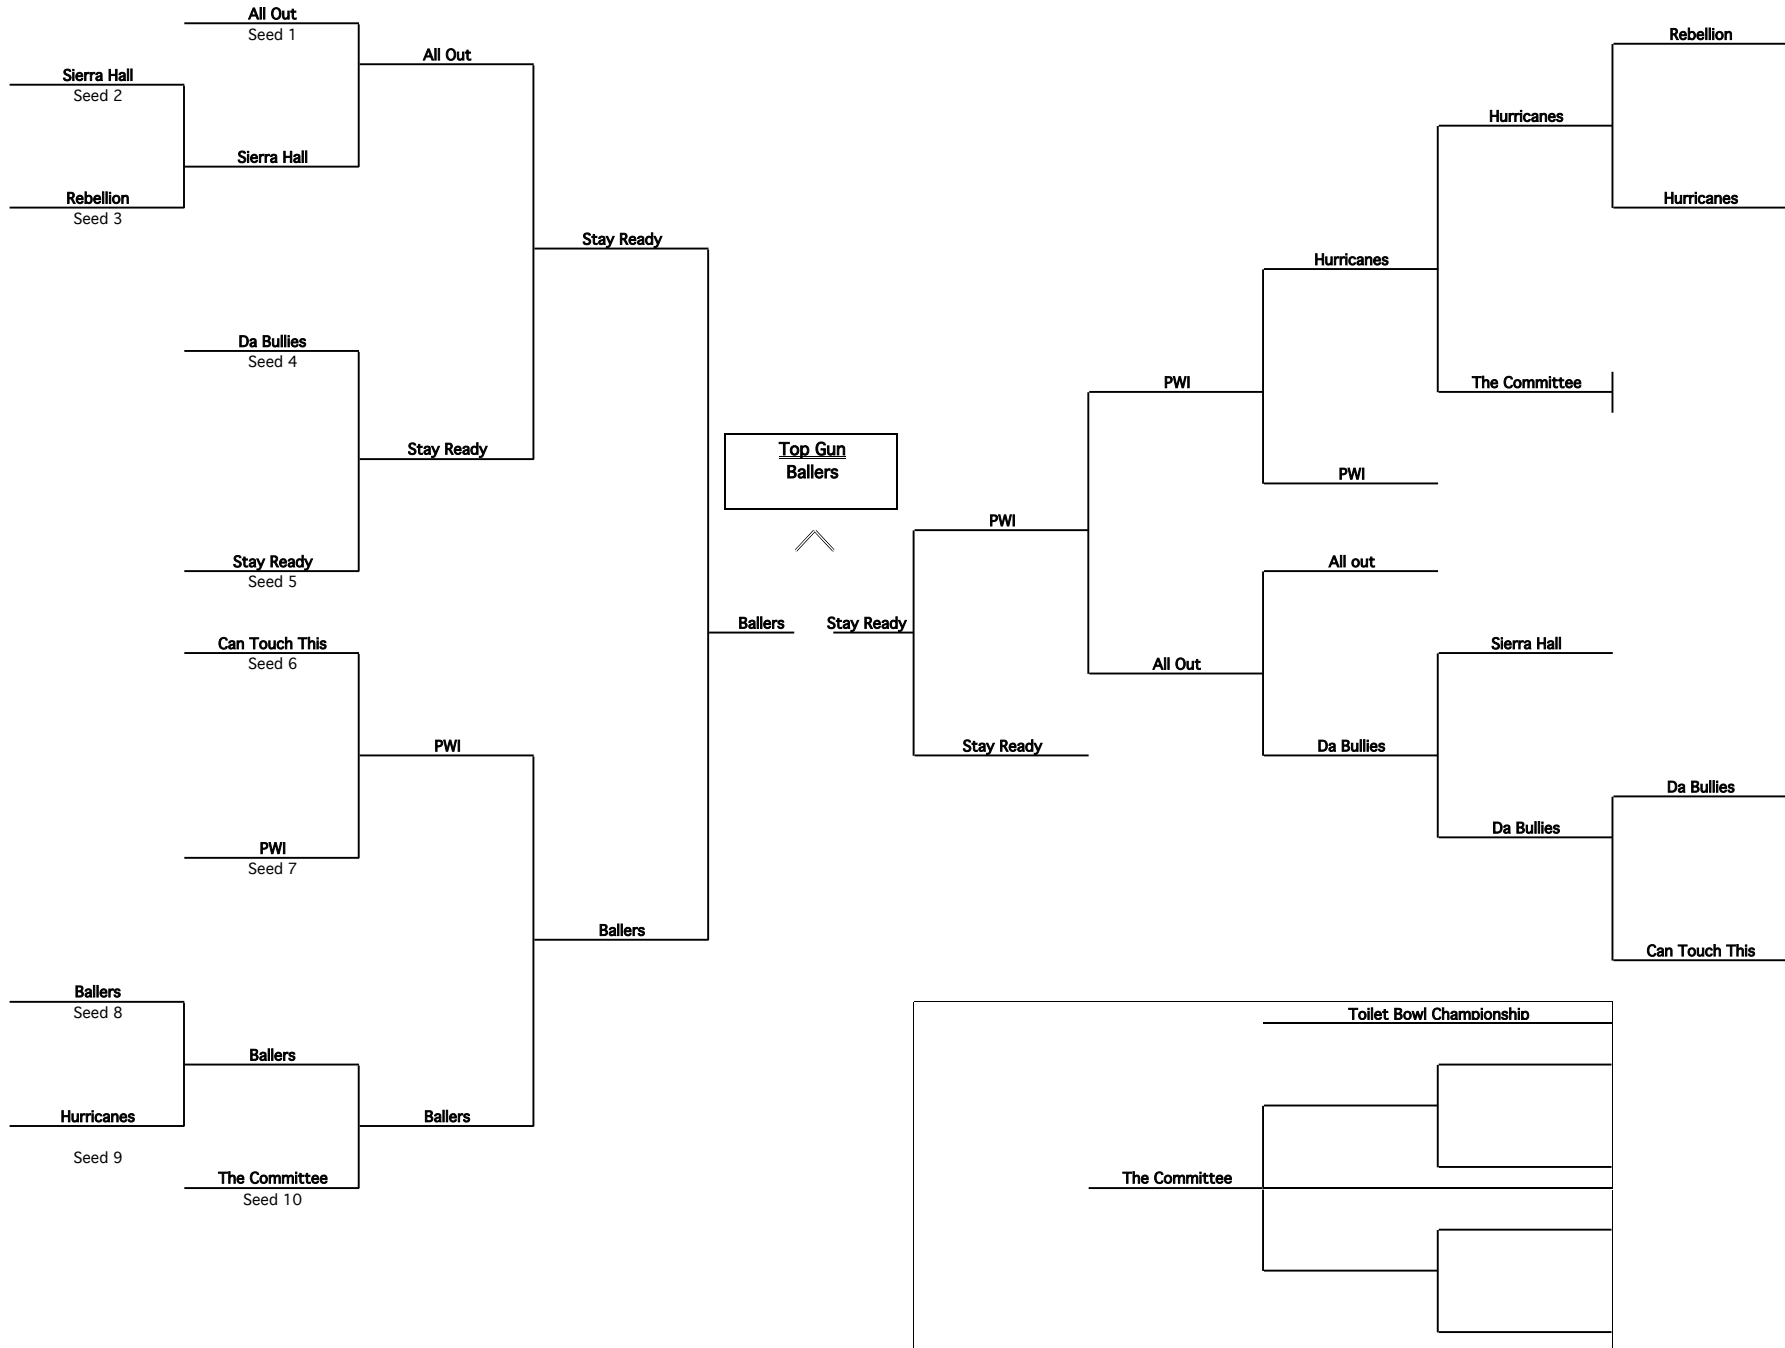 All Out
Seed 1
Sierra Hall
Seed 2
All Out
Sierra Hall
Rebellion
Seed 3
Stay Ready
Da Bullies
Seed 4
Stay Ready
Stay Ready
Seed 5
Can Touch This
Seed 6
PWI
PWI
Seed 7
Ballers
Ballers
Seed 8
Ballers
Hurricanes
Seed 9
Ballers
The Committee
Seed 10
Top Gun
Ballers
Ballers
Stay Ready
Rebellion
Hurricanes
Hurricanes
Hurricanes
PWI
The Committee
PWI
PWI
All out
Sierra Hall
All Out
Stay Ready
Da Bullies
Da Bullies
Da Bullies
Can Touch This
Toilet Bowl Championship
The Committee